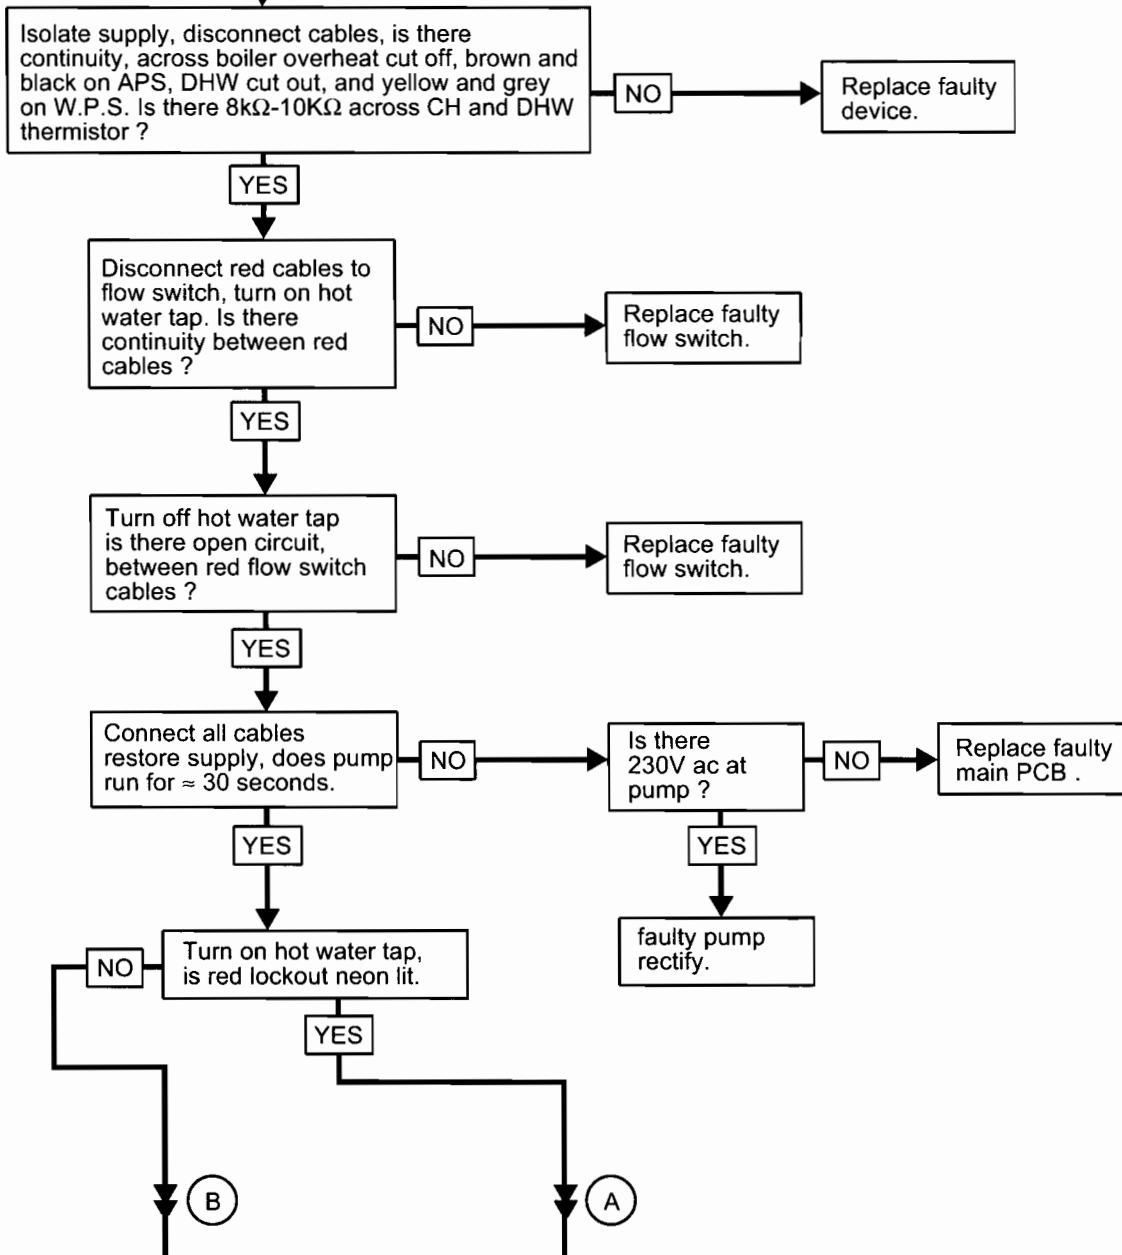 Isolate supply, disconnect cables, is there
continuity, across boiler overheat cut off, brown and
black on APS, DHW cut out, and yellow and grey
on W.P.S. Is there 8kΩ-10KΩ across CH and DHW
thermistor ?
NO
Replace faulty
device.
YES
Disconnect red cables to
flow switch, turn on hot
water tap. Is there
continuity between red
cables ?
NO
Replace faulty
flow switch.
YES
Turn off hot water tap
is there open circuit,
between red flow switch
cables ?
NO
Replace faulty
flow switch.
YES
Connect all cables
restore supply, does pump
run for ≈ 30 seconds.
NO
Is there
230V ac at
pump ?
NO
Replace faulty
main PCB .
YES
YES
faulty pump
rectify.
Turn on hot water tap,
is red lockout neon lit.
NO
YES
B
A